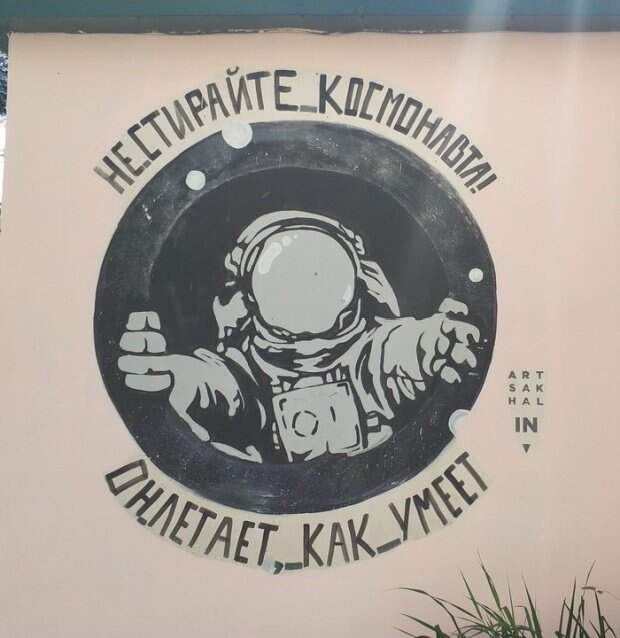 НЕ_СТИРАЙТЕ_КОСМОНАВТА!
ОН_ЛЕТАЕТ,_КАК_УМЕЕТ
ART
SAK
HAL
IN